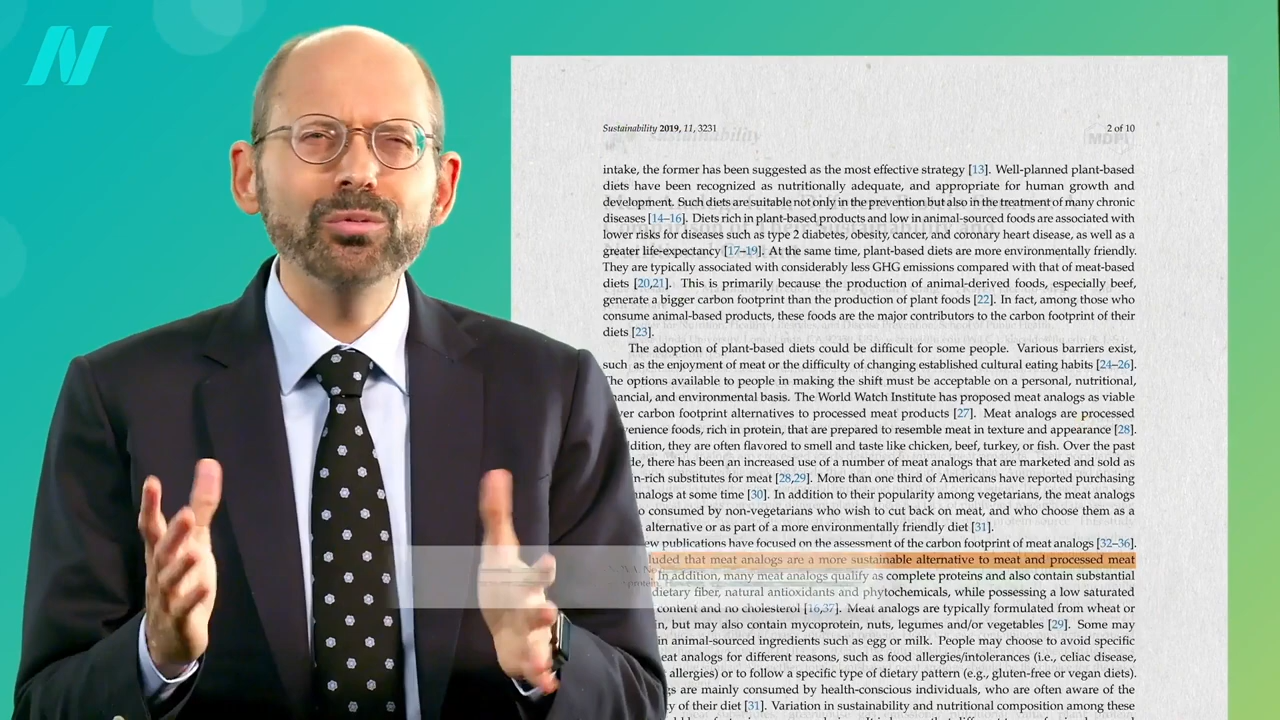 Sustainability 2019, 11, 3231 2 of 10
intake, the former has been suggested as the most effective strategy [13]. Well-planned plant-based
diets have been recognized as nutritionally adequate, and appropriate for human growth and
development. Such diets are suitable not only in the prevention but also in the treatment of many chronic
diseases [14–16]. Diets rich in plant-based products and low in animal-sourced foods are associated with
lower risks for diseases such as type 2 diabetes, obesity, cancer, and coronary heart disease, as well as a
greater life-expectancy [17–19]. At the same time, plant-based diets are more environmentally friendly.
They are typically associated with considerably less GHG emissions compared with that of meat-based
diets [20,21]. This is primarily because the production of animal-derived foods, especially beef,
generate a bigger carbon footprint than the production of plant foods [22]. In fact, among those who
consume animal-based products, these foods are the major contributors to the carbon footprint of their
diets [23].
The adoption of plant-based diets could be difficult for some people. Various barriers exist,
such as the enjoyment of meat or the difficulty of changing established cultural eating habits [24–26].
The options available to people in making the shift must be acceptable on a personal, nutritional,
and environmental basis. The World Watch Institute has proposed meat analogs as viable
carbon footprint alternatives to processed meat products [27]. Meat analogs are processed
foods, rich in protein, that are prepared to resemble meat in texture and appearance [28].
they are often flavored to smell and taste like chicken, beef, turkey, or fish. Over the past
there has been an increased use of a number of meat analogs that are marketed and sold as
substitutes for meat [28,29]. More than one third of Americans have reported purchasing
at some time [30]. In addition to their popularity among vegetarians, the meat analogs
consumed by non-vegetarians who wish to cut back on meat, and who choose them as a
alternative or as part of a more environmentally friendly diet [31].
publications have focused on the assessment of the carbon footprint of meat analogs [32–36].
that meat analogs are a more sustainable alternative to meat and processed meat
In addition, many meat analogs qualify as complete proteins and also contain substantial
dietary fiber, natural antioxidants and phytochemicals, while possessing a low saturated
content and no cholesterol [16,37]. Meat analogs are typically formulated from wheat or
but may also contain mycoprotein, nuts, legumes and/or vegetables [29]. Some may
animal-sourced ingredients such as egg or milk. People may choose to avoid specific
analogs for different reasons, such as food allergies/intolerances (i.e., celiac disease,
allergies) or to follow a specific type of dietary pattern (e.g., gluten-free or vegan diets).
are mainly consumed by health-conscious individuals, who are often aware of the
of their diet [31]. Variation in sustainability and nutritional composition among these